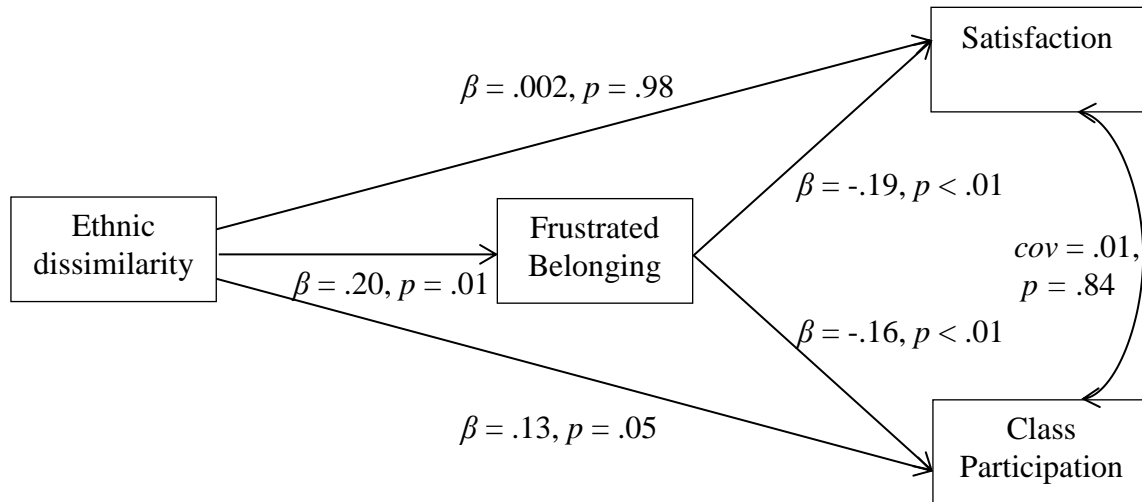 Satisfaction
β = .002, p = .98
β = -.19, p < .01
Ethnic
dissimilarity
Frustrated
Belonging
cov = .01,
p = .84
β = .20, p = .01
β = -.16, p < .01
β = .13, p = .05
Class
Participation